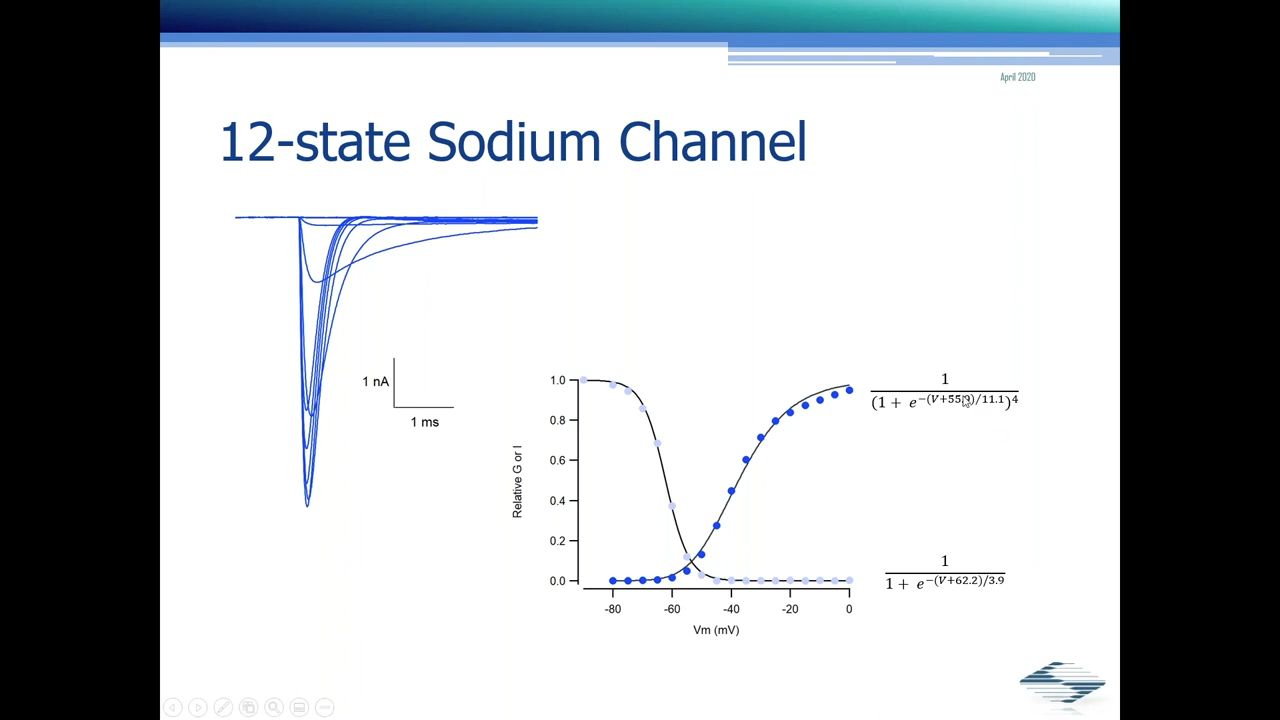 April 2020
12-state Sodium Channel
1 nA
1 ms
1.0
0.8
0.6
0.4
0.2
0.0
Relative G or I
-80 -60 -40 -20 0
Vm (mV)
1
(1 + e^-(V+55.)/11.1)^4
1
1 + e^-(V+62.2)/3.9